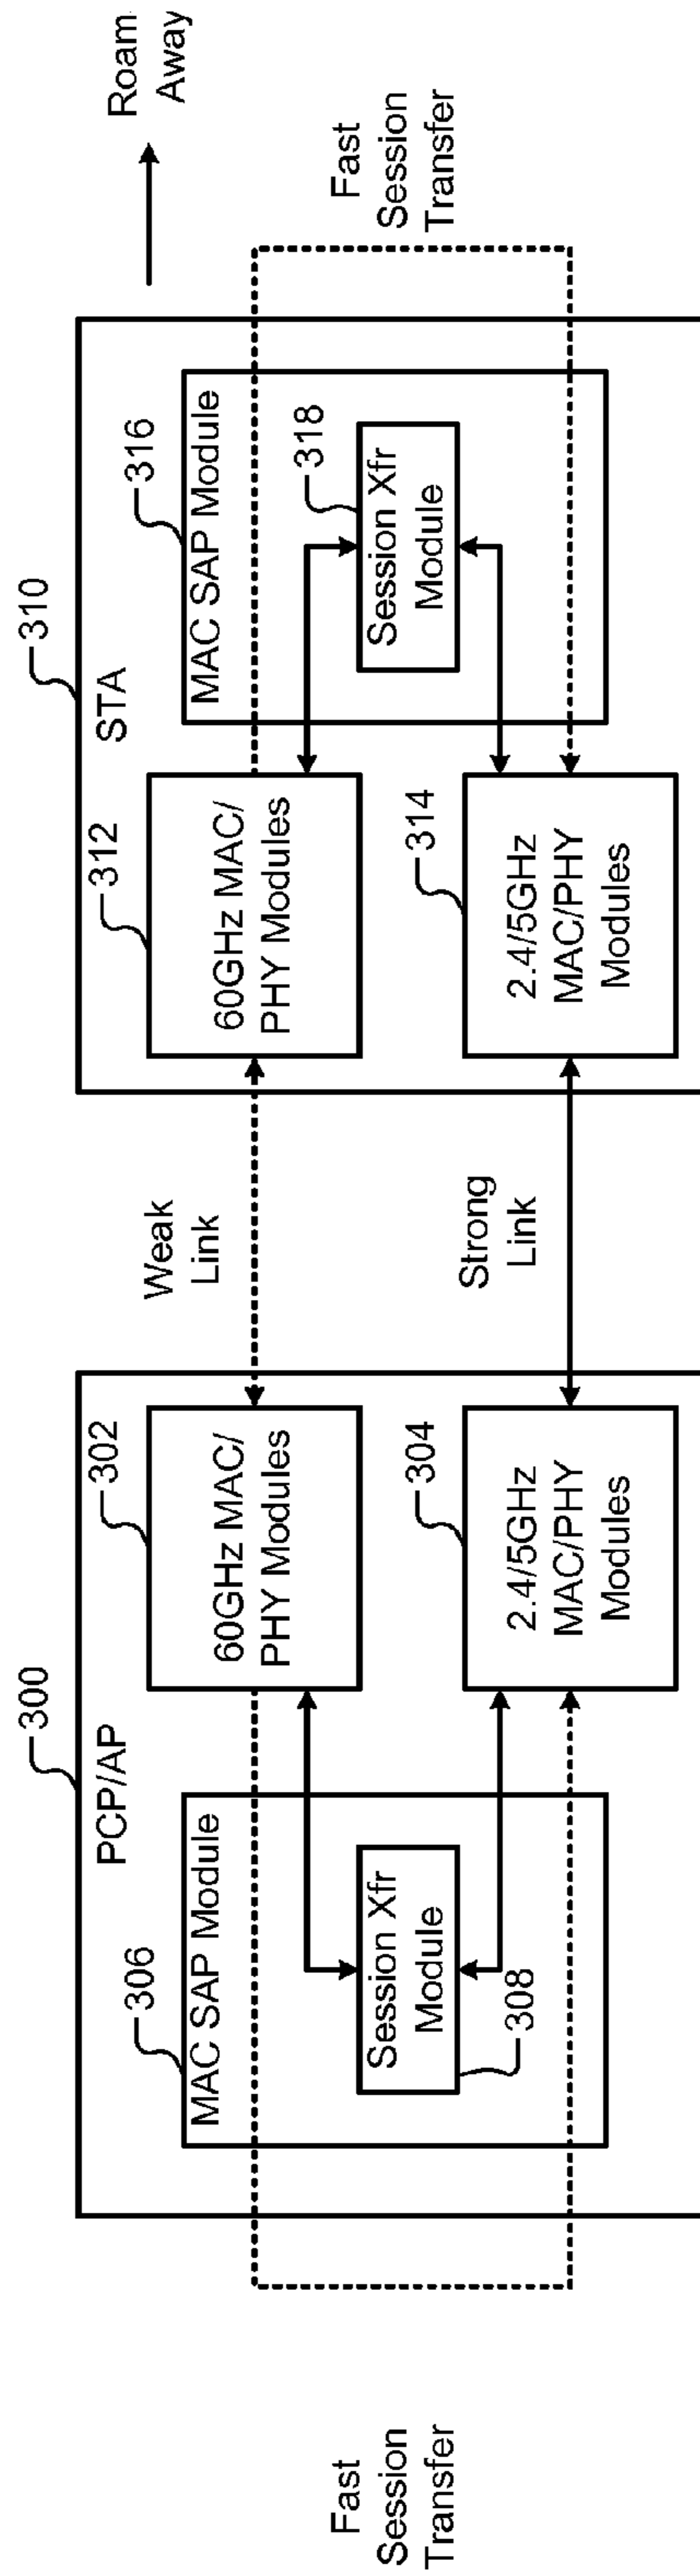 300
PCP/AP
306
MAC SAP Module
Session Xfr
Module
308
302
60GHz MAC/
PHY Modules
304
2.4/5GHz
MAC/PHY
Modules
Fast
Session
Transfer
Weak
Link
Strong
Link
310
STA
312
60GHz MAC/
PHY Modules
314
2.4/5GHz
MAC/PHY
Modules
316
MAC SAP Module
318
Session Xfr
Module
Fast
Session
Transfer
Roam
Away